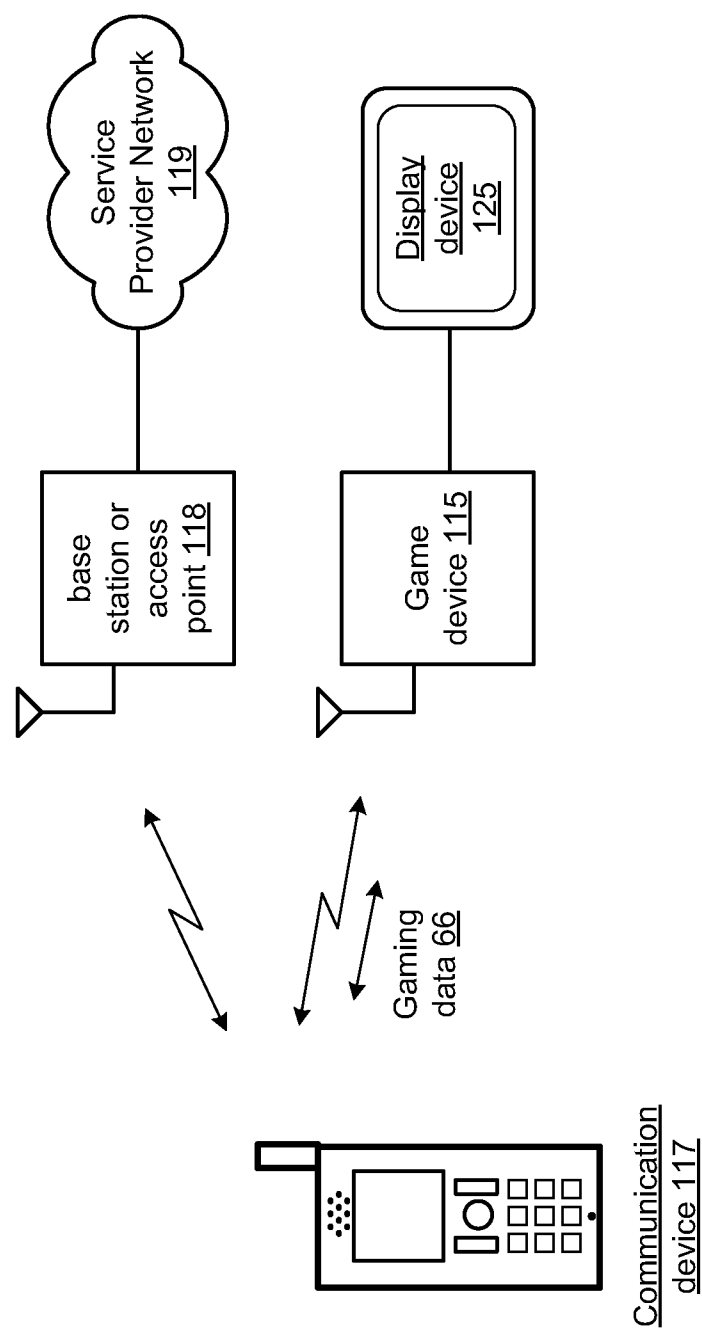 Service
Provider Network
119
Display
device
125
base
station or
access
point 118
Game
device 115
Gaming
data 66
Communication
device 117